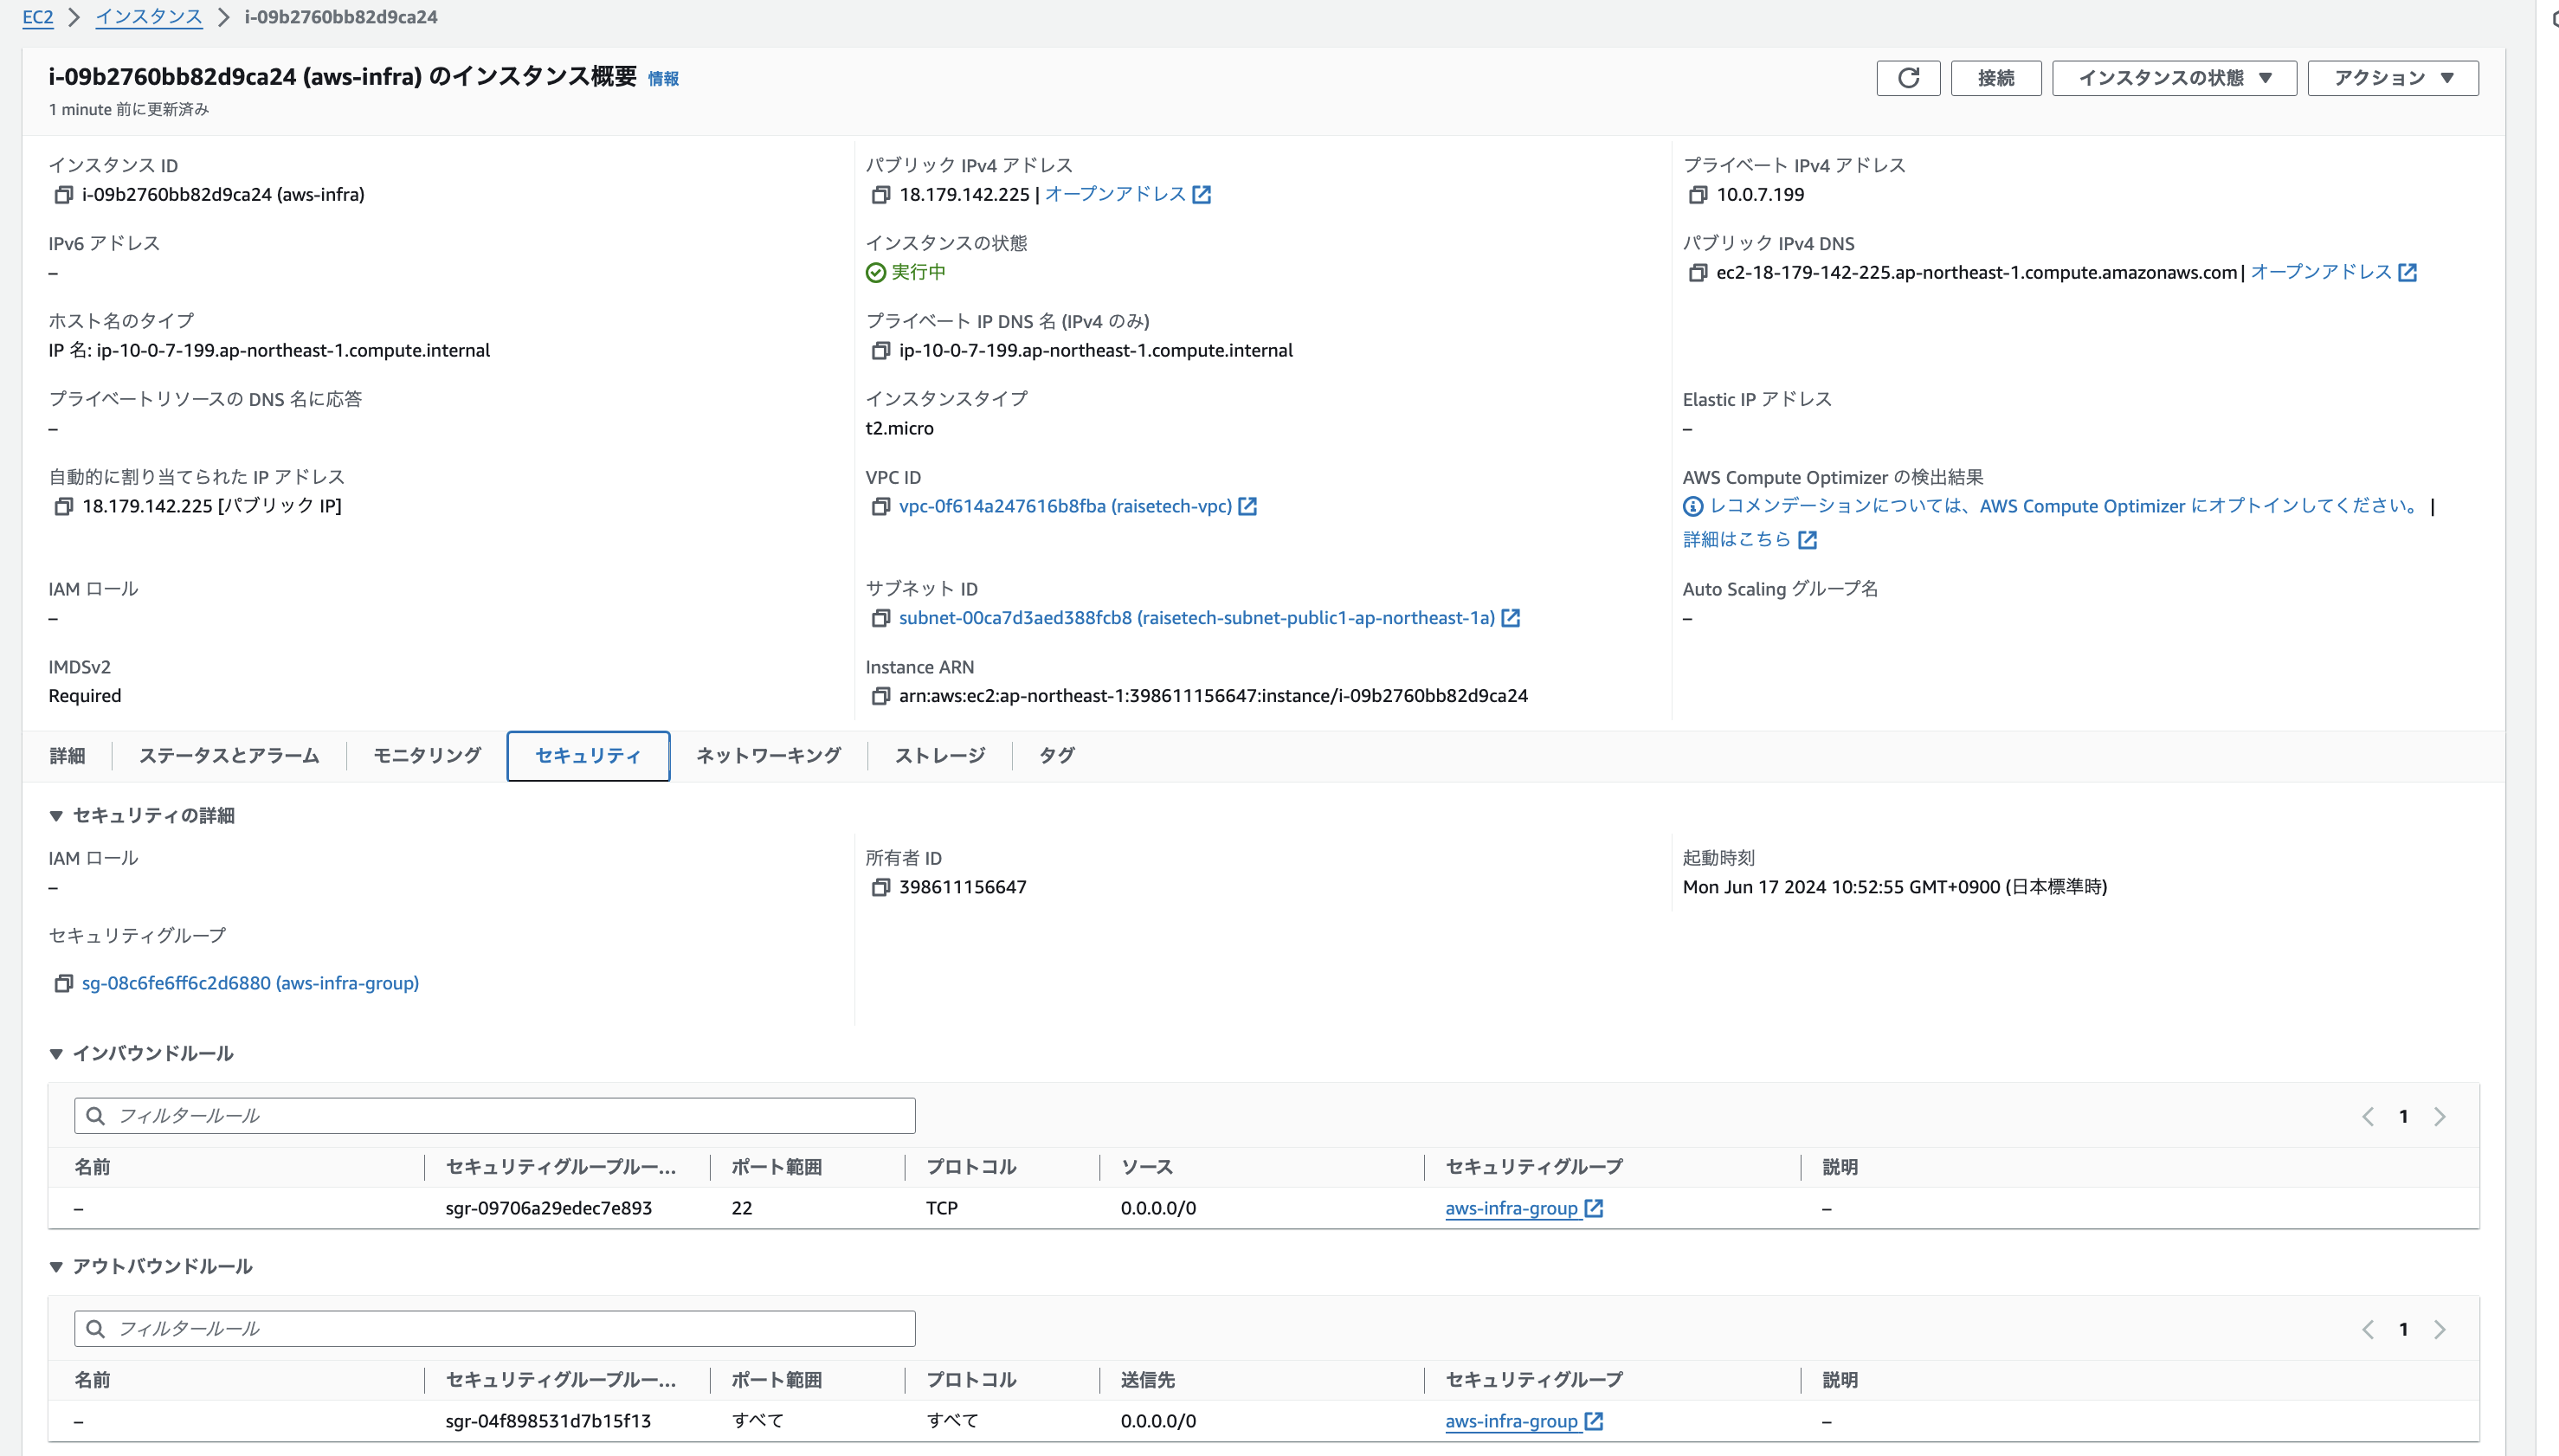 EC2 > インスタンス > i-09b2760bb82d9ca24
i-09b2760bb82d9ca24 (aws-infra) のインスタンス概要 情報
1 minute 前に更新済み
接続 インスタンスの状態 ▼ アクション ▼
インスタンス ID
i-09b2760bb82d9ca24 (aws-infra)
パブリック IPv4 アドレス
18.179.142.225 | オープンアドレス
プライベート IPv4 アドレス
10.0.7.199
IPv6 アドレス
–
インスタンスの状態
実行中
パブリック IPv4 DNS
ec2-18-179-142-225.ap-northeast-1.compute.amazonaws.com | オープンアドレス
ホスト名のタイプ
IP 名: ip-10-0-7-199.ap-northeast-1.compute.internal
プライベート IP DNS 名 (IPv4 のみ)
ip-10-0-7-199.ap-northeast-1.compute.internal
プライベートリソースの DNS 名に応答
–
インスタンスタイプ
t2.micro
Elastic IP アドレス
–
自動的に割り当てられた IP アドレス
18.179.142.225 [パブリック IP]
VPC ID
vpc-0f614a247616b8fba (raisetech-vpc)
AWS Compute Optimizer の検出結果
レコメンデーションについては、AWS Compute Optimizer にオプトインしてください。 |
詳細はこちら
IAM ロール
–
サブネット ID
subnet-00ca7d3aed388fcb8 (raisetech-subnet-public1-ap-northeast-1a)
Auto Scaling グループ名
–
IMDSv2
Required
Instance ARN
arn:aws:ec2:ap-northeast-1:398611156647:instance/i-09b2760bb82d9ca24
詳細 ステータスとアラーム モニタリング セキュリティ ネットワーキング ストレージ タグ
▼ セキュリティの詳細
IAM ロール
–
所有者 ID
398611156647
起動時刻
Mon Jun 17 2024 10:52:55 GMT+0900 (日本標準時)
セキュリティグループ
sg-08c6fe6ff6c2d6880 (aws-infra-group)
▼ インバウンドルール
フィルタールール
< 1 >
名前 セキュリティグループルー... ポート範囲 プロトコル ソース セキュリティグループ 説明
– sgr-09706a29edec7e893 22 TCP 0.0.0.0/0 aws-infra-group –
▼ アウトバウンドルール
フィルタールール
< 1 >
名前 セキュリティグループルー... ポート範囲 プロトコル 送信先 セキュリティグループ 説明
– sgr-04f898531d7b15f13 すべて すべて 0.0.0.0/0 aws-infra-group –